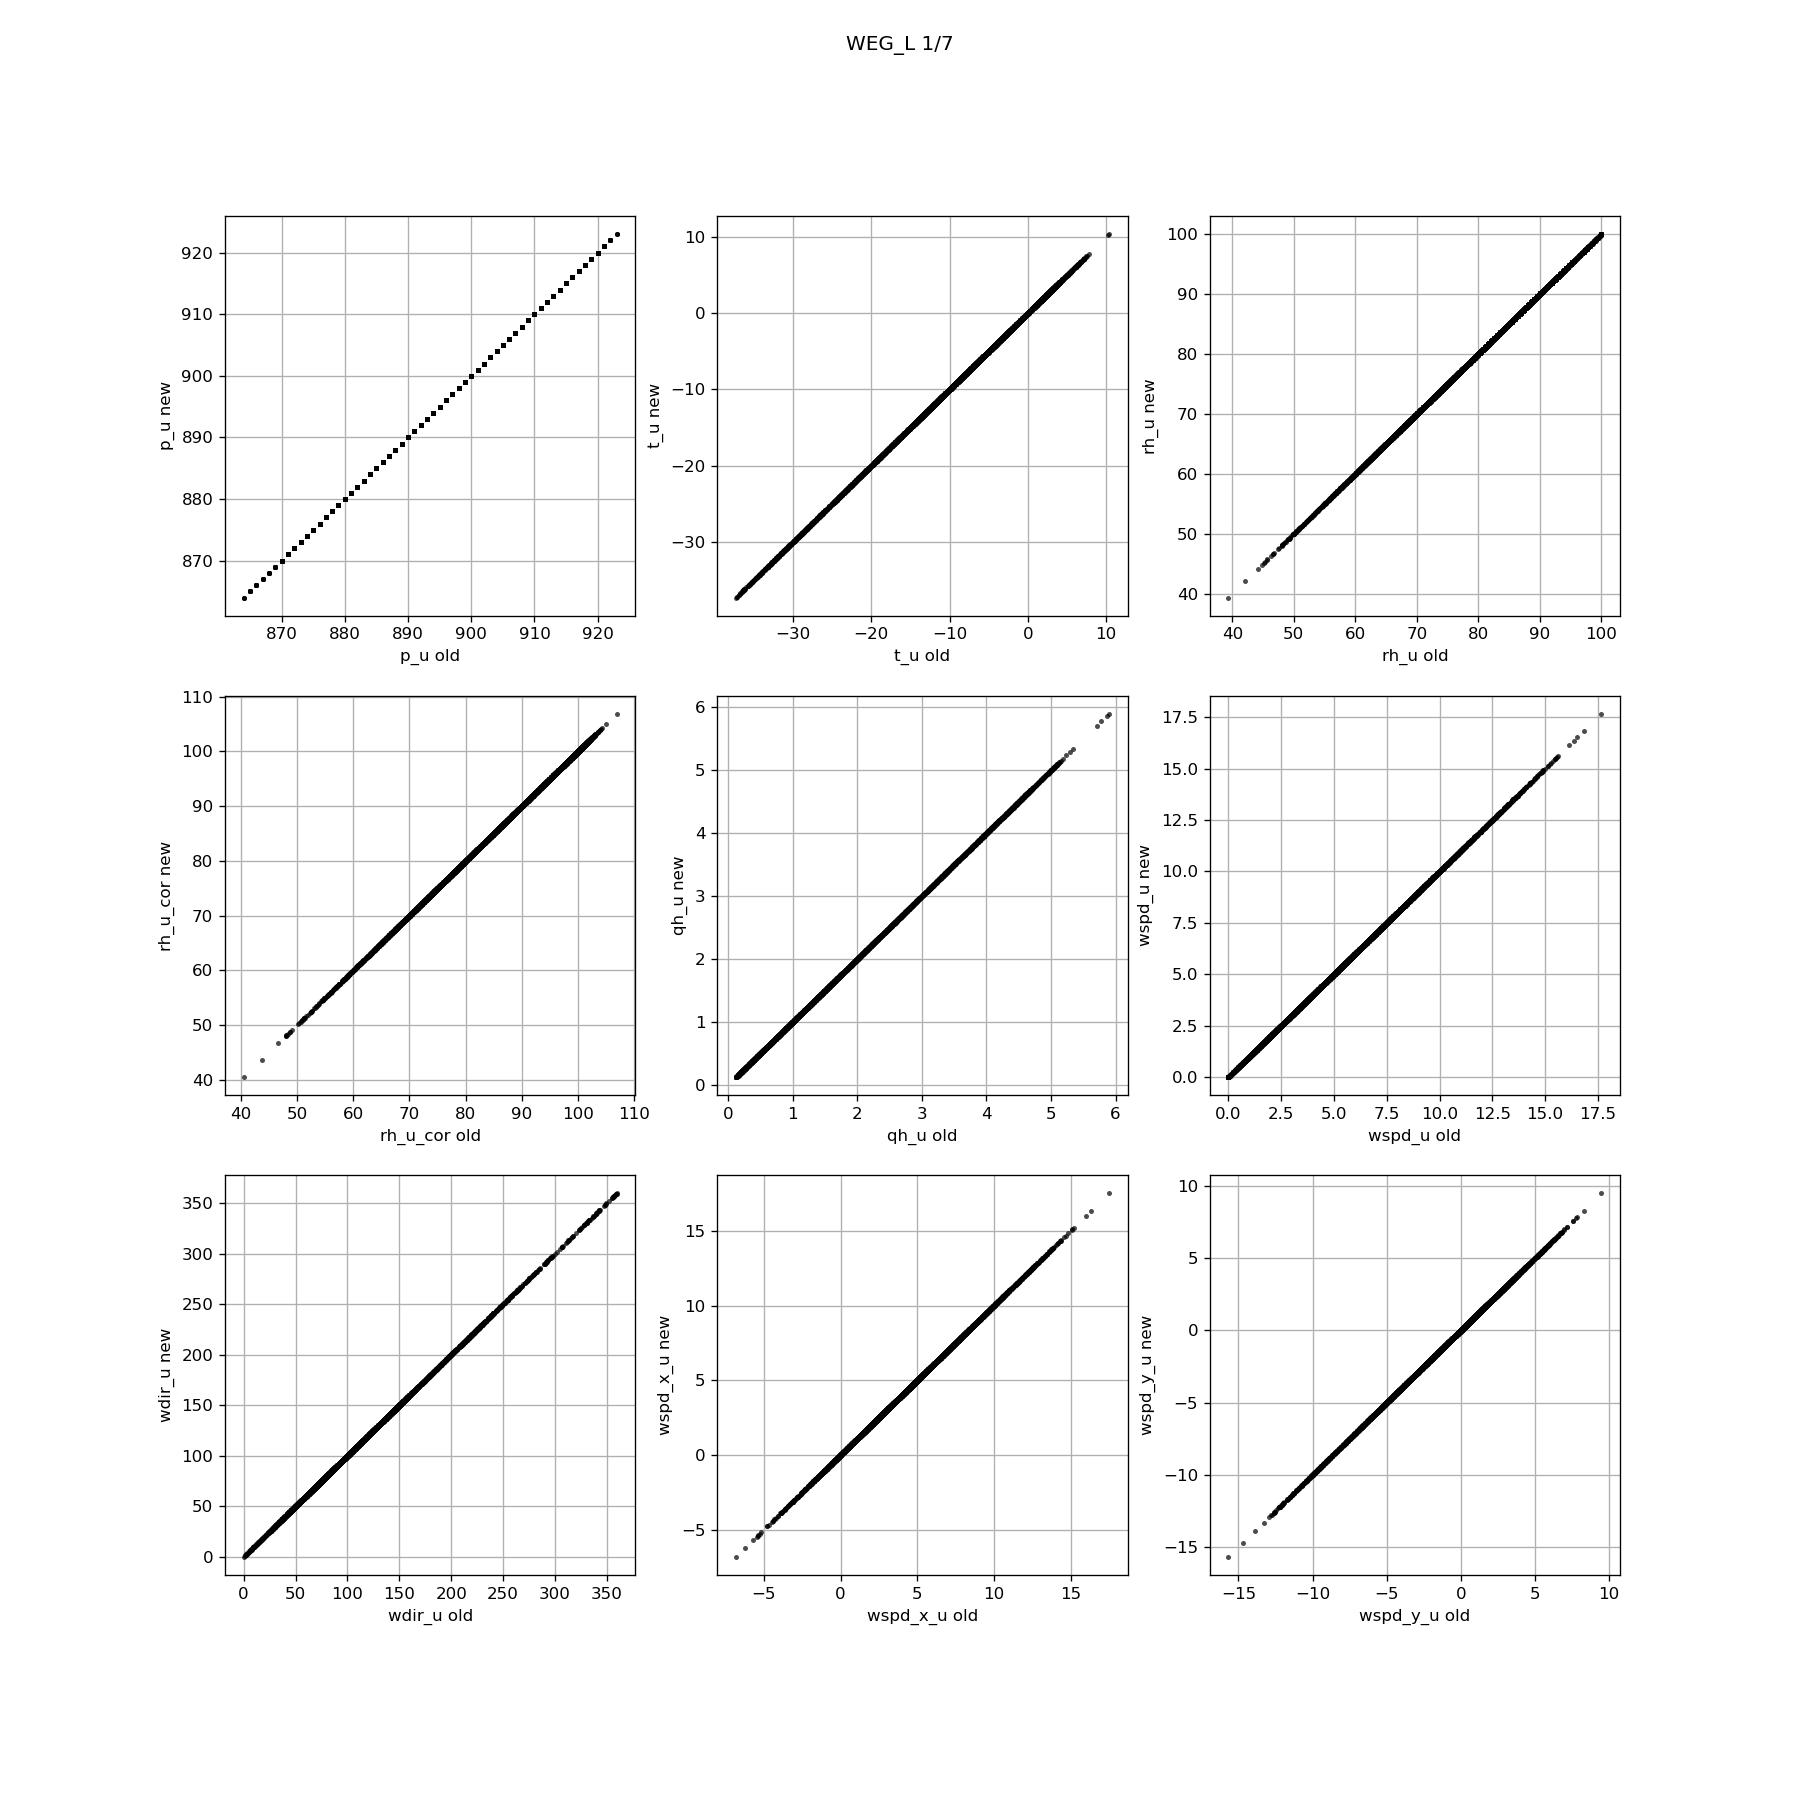 WEG_L 1/7
920
910
900
890
880
870
870 880 890 900 910 920
p_u new
p_u old
10
0
−10
−20
−30
−30 −20 −10 0 10
t_u new
t_u old
100
90
80
70
60
50
40
40 50 60 70 80 90 100
rh_u new
rh_u old
110
100
90
80
70
60
50
40
40 50 60 70 80 90 100 110
rh_u_cor new
rh_u_cor old
6
5
4
3
2
1
0
0 1 2 3 4 5 6
qh_u new
qh_u old
17.5
15.0
12.5
10.0
7.5
5.0
2.5
0.0
0.0 2.5 5.0 7.5 10.0 12.5 15.0 17.5
wspd_u new
wspd_u old
350
300
250
200
150
100
50
0
0 50 100 150 200 250 300 350
wdir_u new
wdir_u old
15
10
5
0
−5
−5 0 5 10 15
wspd_x_u new
wspd_x_u old
10
5
0
−5
−10
−15
−15 −10 −5 0 5 10
wspd_y_u new
wspd_y_u old